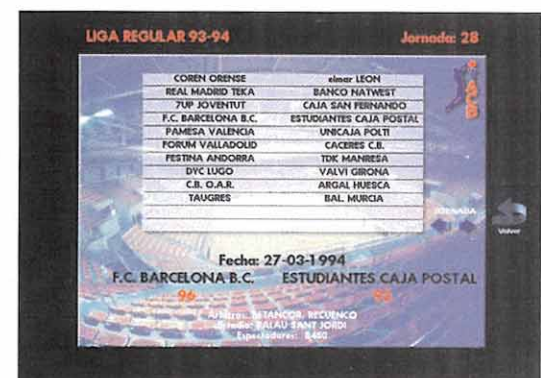 LIGA REGULAR 93-94 Jornada: 28
ACB
COREN ORENSE elmar LEON
REAL MADRID TEKA BANCO NATWEST
7UP JOVENTUT CAJA SAN FERNANDO
F.C. BARCELONA B.C. ESTUDIANTES CAJA POSTAL
PAMESA VALENCIA UNICAJA POLTI
FORUM VALLADOLID CACERES C.B.
FESTINA ANDORRA TDK MANRESA
DYC LUGO VALVI GIRONA
C.B. O.A.R. ARGAL HUESCA
TAUGRES BAL. MURCIA
JORNADA
Volver
Fecha: 27-03-1994
F.C. BARCELONA B.C. ESTUDIANTES CAJA POSTAL
96
Arbitros: BETANCOR, RECUENCO
Estadio: PALAU SANT JORDI
Espectadores: